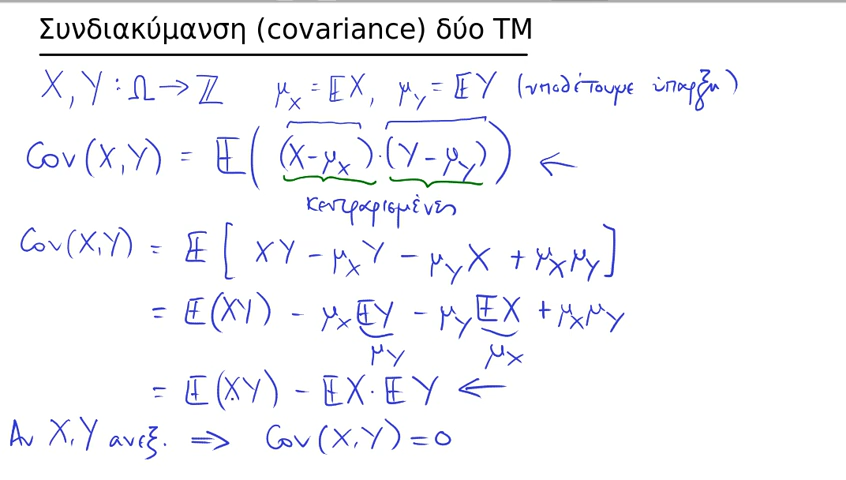 Συνδιακύμανση (covariance) δύο ΤΜ
X, Y : Ω → ℤ μ_X = 𝔼X, μ_Y = 𝔼Y (υποθέτουμε ύπαρξη)
Cov(X,Y) = 𝔼( (X-μ_X)·(Y-μ_Y) ) ←
κεντραρισμένες
Cov(X,Y) = 𝔼[ XY - μ_X Y - μ_Y X + μ_X μ_Y ]
= 𝔼(XY) - μ_X 𝔼Y - μ_Y 𝔼X + μ_X μ_Y
μ_Y μ_X
= 𝔼(XY) - 𝔼X·𝔼Y ←
Αν X,Y ανεξ. ⇒ Cov(X,Y) = 0